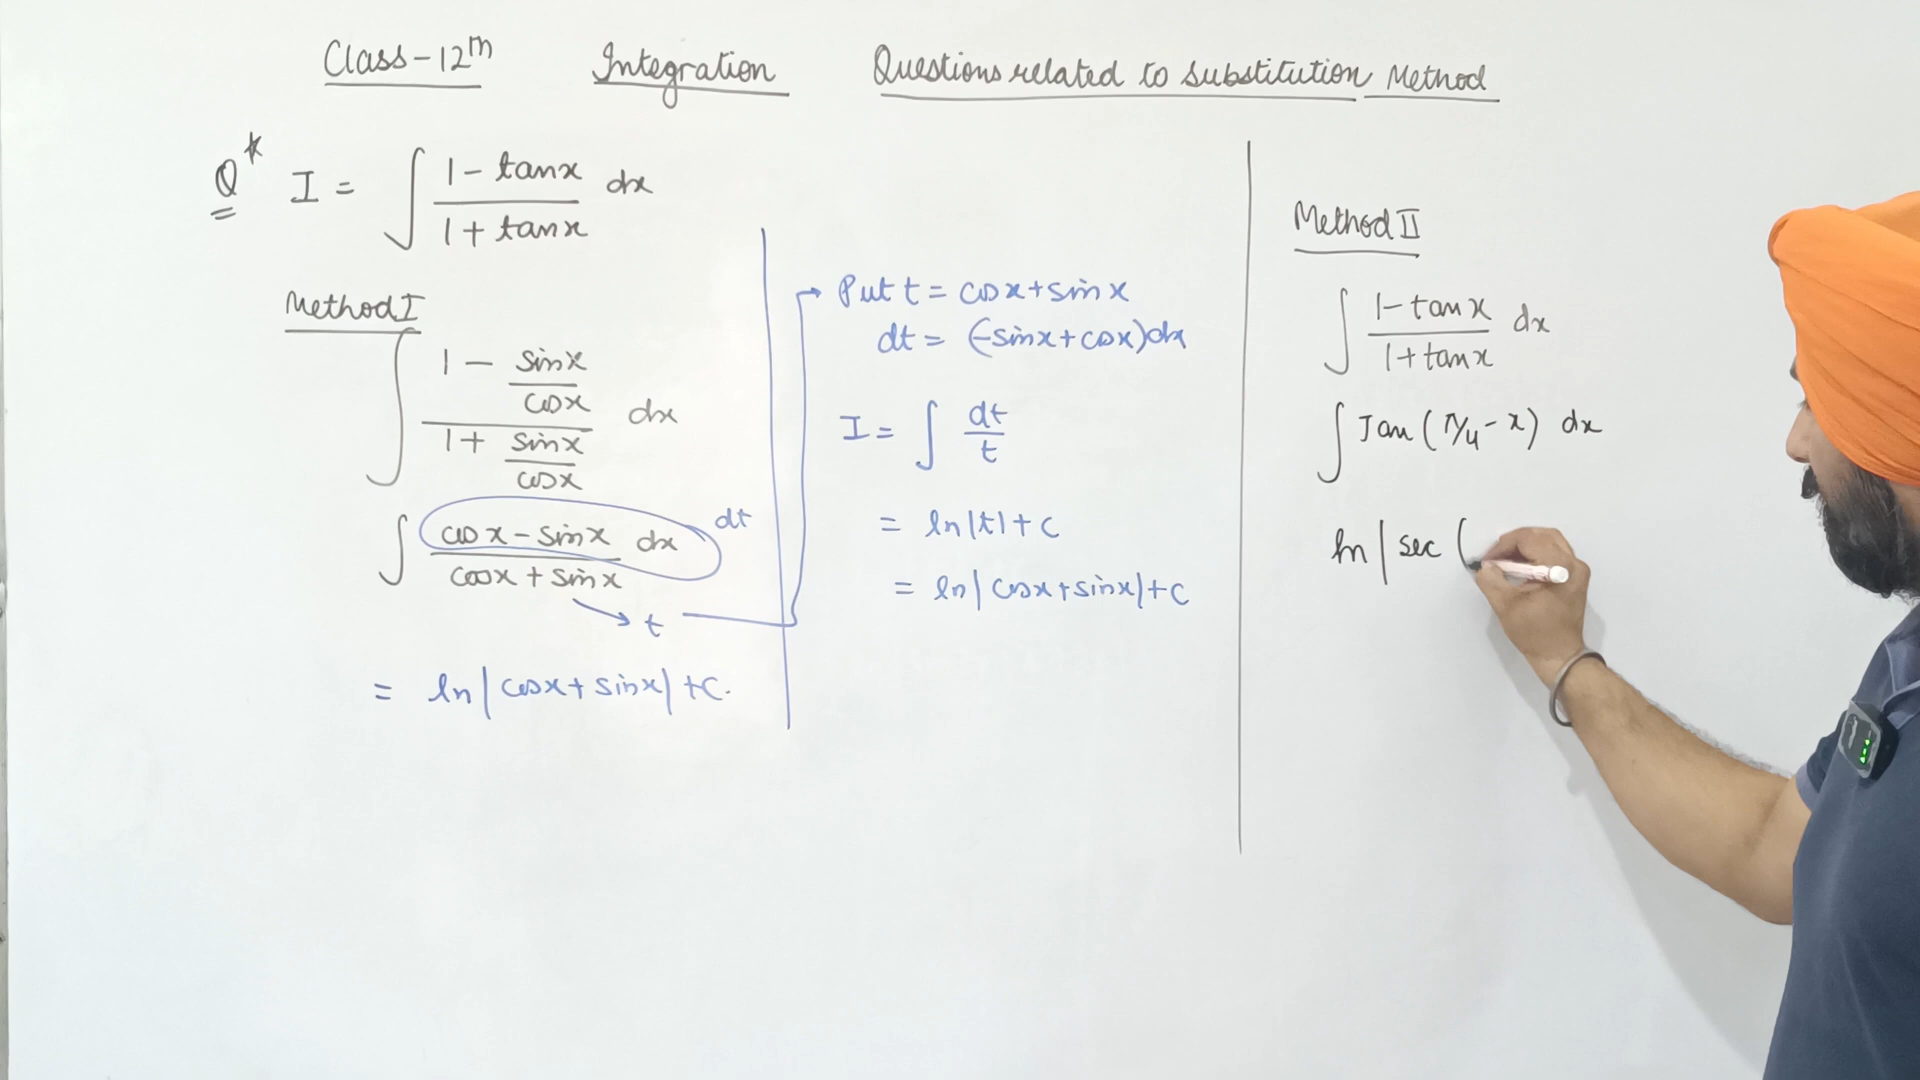 Class-12th Integration Questions related to substitution Method
Q* I = ∫ (1 - tanx)/(1 + tanx) dx
Method I
∫ (1 - sinx/cosx)/(1 + sinx/cosx) dx
∫ (cosx - sinx dx)/(cosx + sinx) dt
→ t
= ln|cosx + sinx| + c.
Put t = cosx + sinx
dt = (-sinx + cosx)dx
I = ∫ dt/t
= ln|t| + c
= ln|cosx + sinx| + c
Method II
∫ (1 - tanx)/(1 + tanx) dx
∫ Tan(π/4 - x) dx
ln|sec(